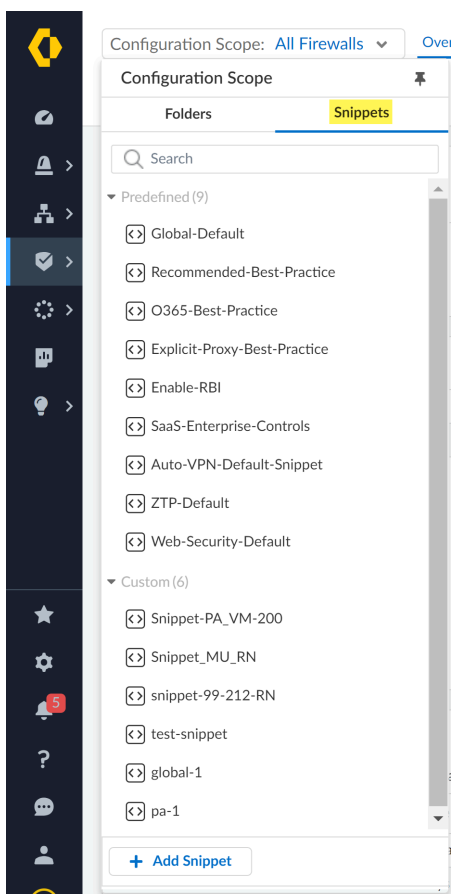 Configuration Scope: All Firewalls
Over
Configuration Scope
Folders
Snippets
Search
Predefined (9)
Global-Default
Recommended-Best-Practice
O365-Best-Practice
Explicit-Proxy-Best-Practice
Enable-RBI
SaaS-Enterprise-Controls
Auto-VPN-Default-Snippet
ZTP-Default
Web-Security-Default
Custom (6)
Snippet-PA_VM-200
Snippet_MU_RN
snippet-99-212-RN
test-snippet
global-1
pa-1
5
+ Add Snippet